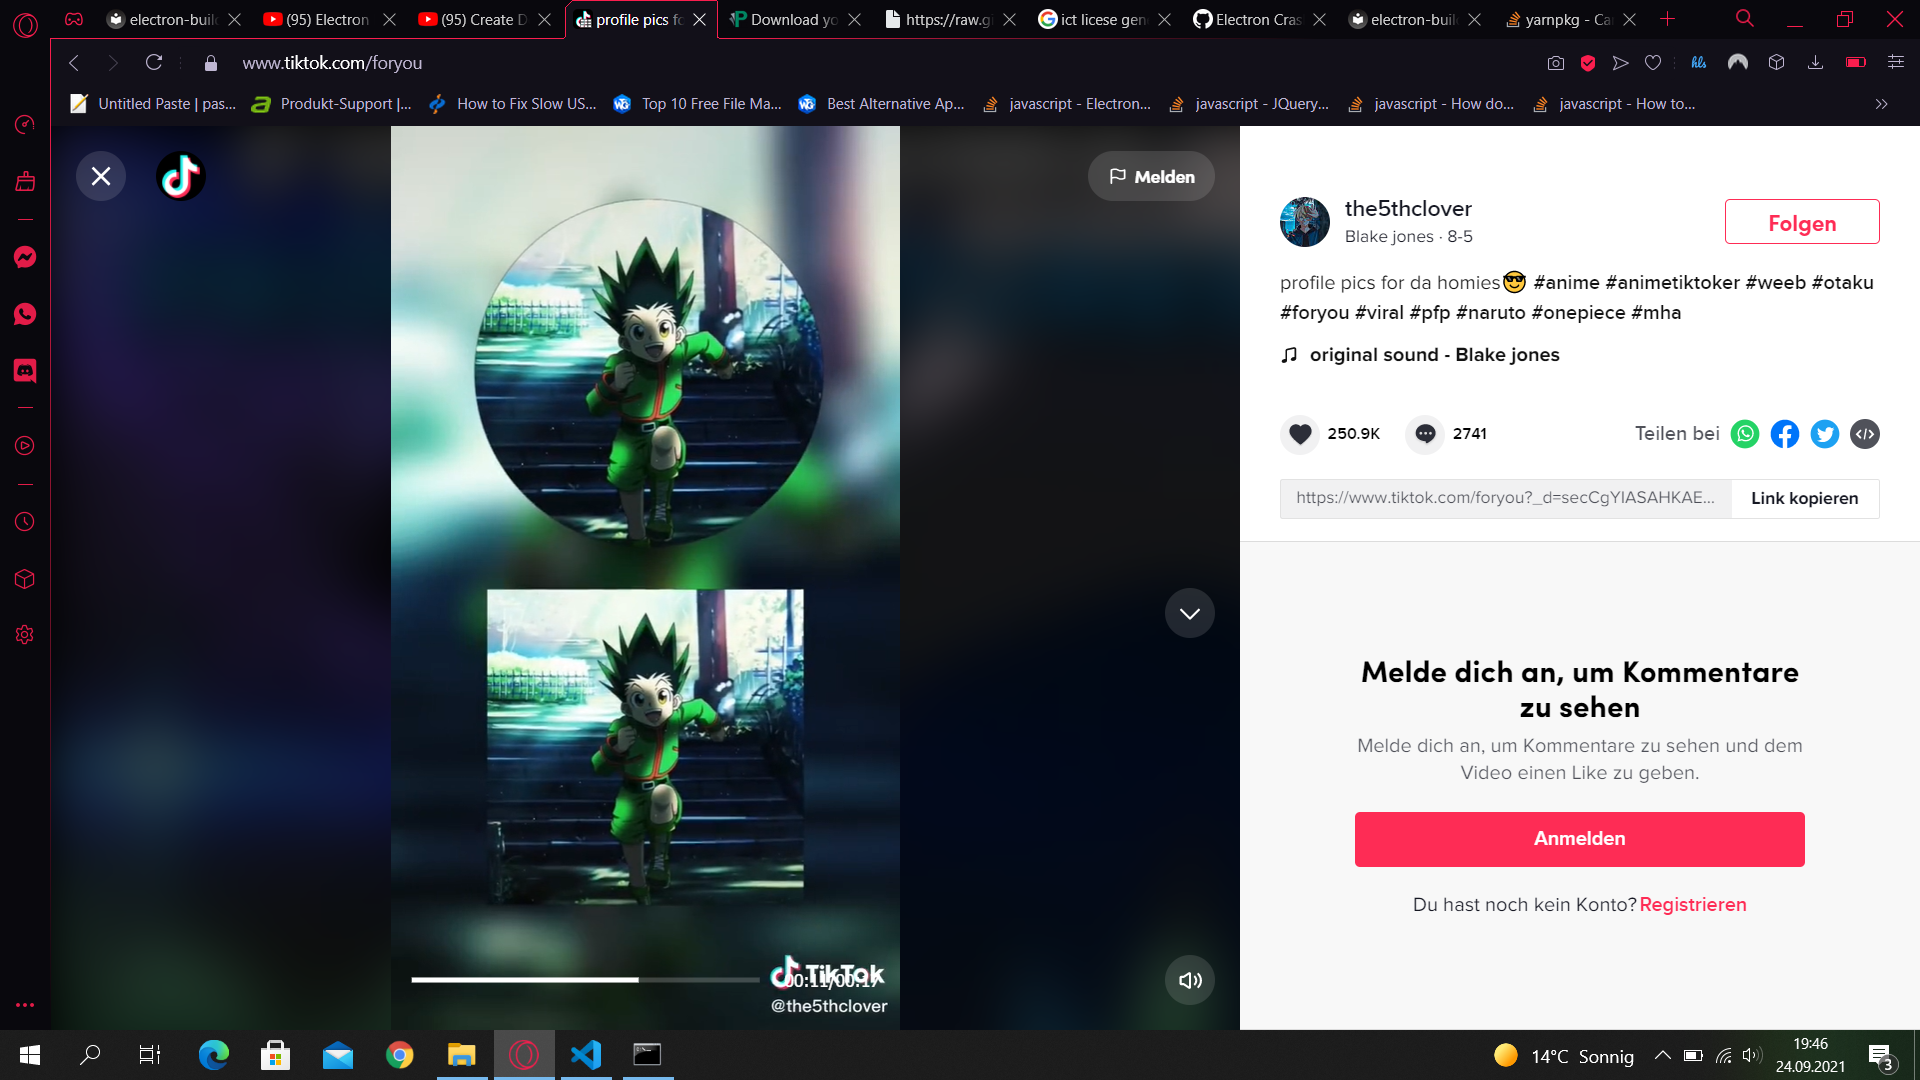 electron-buil
(95) Electron
(95) Create D
profile pics fo
Download yo
https://raw.gi
ict licese gen
Electron Cras
electron-buil
yarnpkg - Ca
www.tiktok.com/foryou
hls
Untitled Paste | pas...
Produkt-Support |...
How to Fix Slow US...
Top 10 Free File Ma...
Best Alternative Ap...
javascript - Electron...
javascript - JQuery...
javascript - How do...
javascript - How to...
Melden
the5thclover
Blake jones · 8-5
Folgen
profile pics for da homies😎 #anime #animetiktoker #weeb #otaku
#foryou #viral #pfp #naruto #onepiece #mha
original sound - Blake jones
250.9K
2741
Teilen bei
https://www.tiktok.com/foryou?_d=secCgYIASAHKAE...
Link kopieren
Melde dich an, um Kommentare
zu sehen
Melde dich an, um Kommentare zu sehen und dem
Video einen Like zu geben.
Anmelden
Du hast noch kein Konto? Registrieren
TikTok
00:11/00:17
@the5thclover
14°C Sonnig
19:46
24.09.2021
3